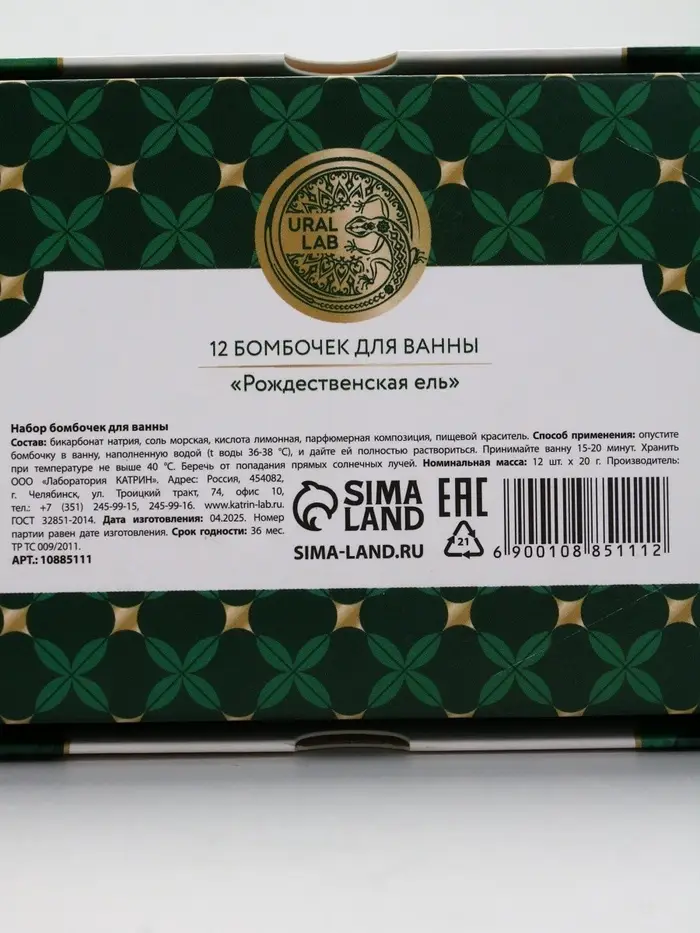 URAL
LAB
12 БОМБОЧЕК ДЛЯ ВАННЫ
«Рождественская ель»
Набор бомбочек для ванны
Состав: бикарбонат натрия, соль морская, кислота лимонная, парфюмерная композиция, пищевой краситель. Способ применения: опустите
бомбочку в ванну, наполненную водой (t воды 36-38 °C), и дайте ей полностью раствориться. Принимайте ванну 15-20 минут. Хранить
при температуре не выше 40 °C. Беречь от попадания прямых солнечных лучей. Номинальная масса: 12 шт. х 20 г. Производитель:
ООО «Лаборатория КАТРИН». Адрес: Россия, 454082,
г. Челябинск, ул. Троицкий тракт, 74, офис 10,
тел.: +7 (351) 245-99-15, 245-99-16. www.katrin-lab.ru.
ГОСТ 32851-2014. Дата изготовления: 04.2025. Номер
партии равен дате изготовления. Срок годности: 36 мес.
ТР ТС 009/2011.
АРТ.: 10885111
SIMA
LAND
SIMA-LAND.RU
EAC
21
6 900108 851112